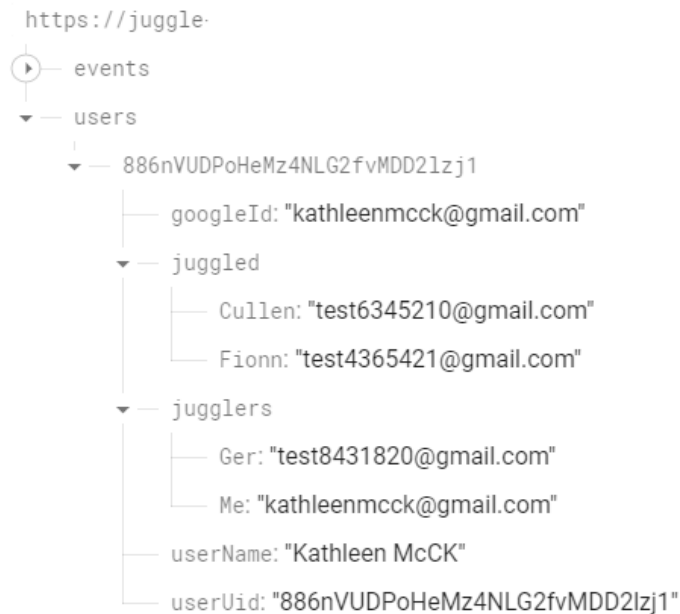 https://juggle
events
users
886nVUDPoHeMz4NLG2fvMDD2lzj1
googleId: "kathleenmcck@gmail.com"
juggled
Cullen: "test6345210@gmail.com"
Fionn: "test4365421@gmail.com"
jugglers
Ger: "test8431820@gmail.com"
Me: "kathleenmcck@gmail.com"
userName: "Kathleen McCK"
userUid: "886nVUDPoHeMz4NLG2fvMDD2lzj1"